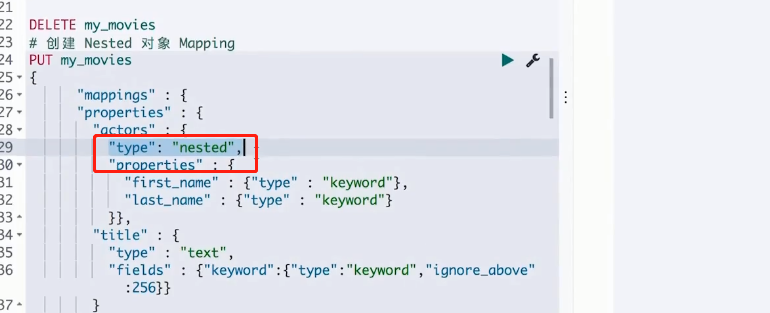 21
22 DELETE my_movies
23 # 创建 Nested 对象 Mapping
24 PUT my_movies
25 {
26 "mappings" : {
27 "properties" : {
28 "actors" : {
29 "type": "nested",
30 "properties" : {
31 "first_name" : {"type" : "keyword"},
32 "last_name" : {"type" : "keyword"}
33 }},
34 "title" : {
35 "type" : "text",
36 "fields" : {"keyword":{"type":"keyword","ignore_above"
:256}}
37 }